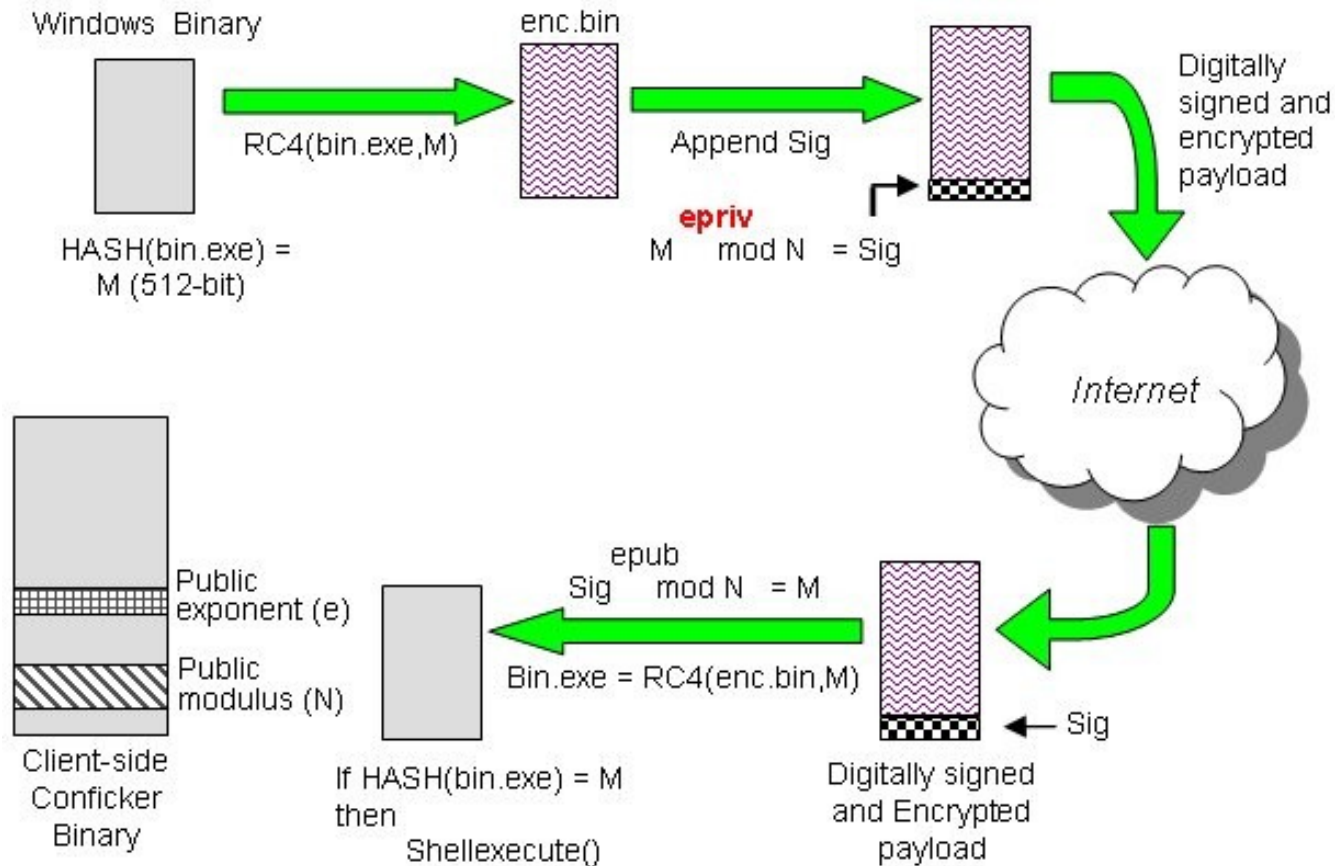 Windows Binary
HASH(bin.exe) =
M (512-bit)
RC4(bin.exe,M)
enc.bin
Append Sig
epriv
M mod N = Sig
Digitally
signed and
encrypted
payload
Internet
Public
exponent (e)
Public
modulus (N)
Client-side
Conficker
Binary
epub
Sig mod N = M
Bin.exe = RC4(enc.bin,M)
If HASH(bin.exe) = M
then
Shellexecute()
Sig
Digitally signed
and Encrypted
payload